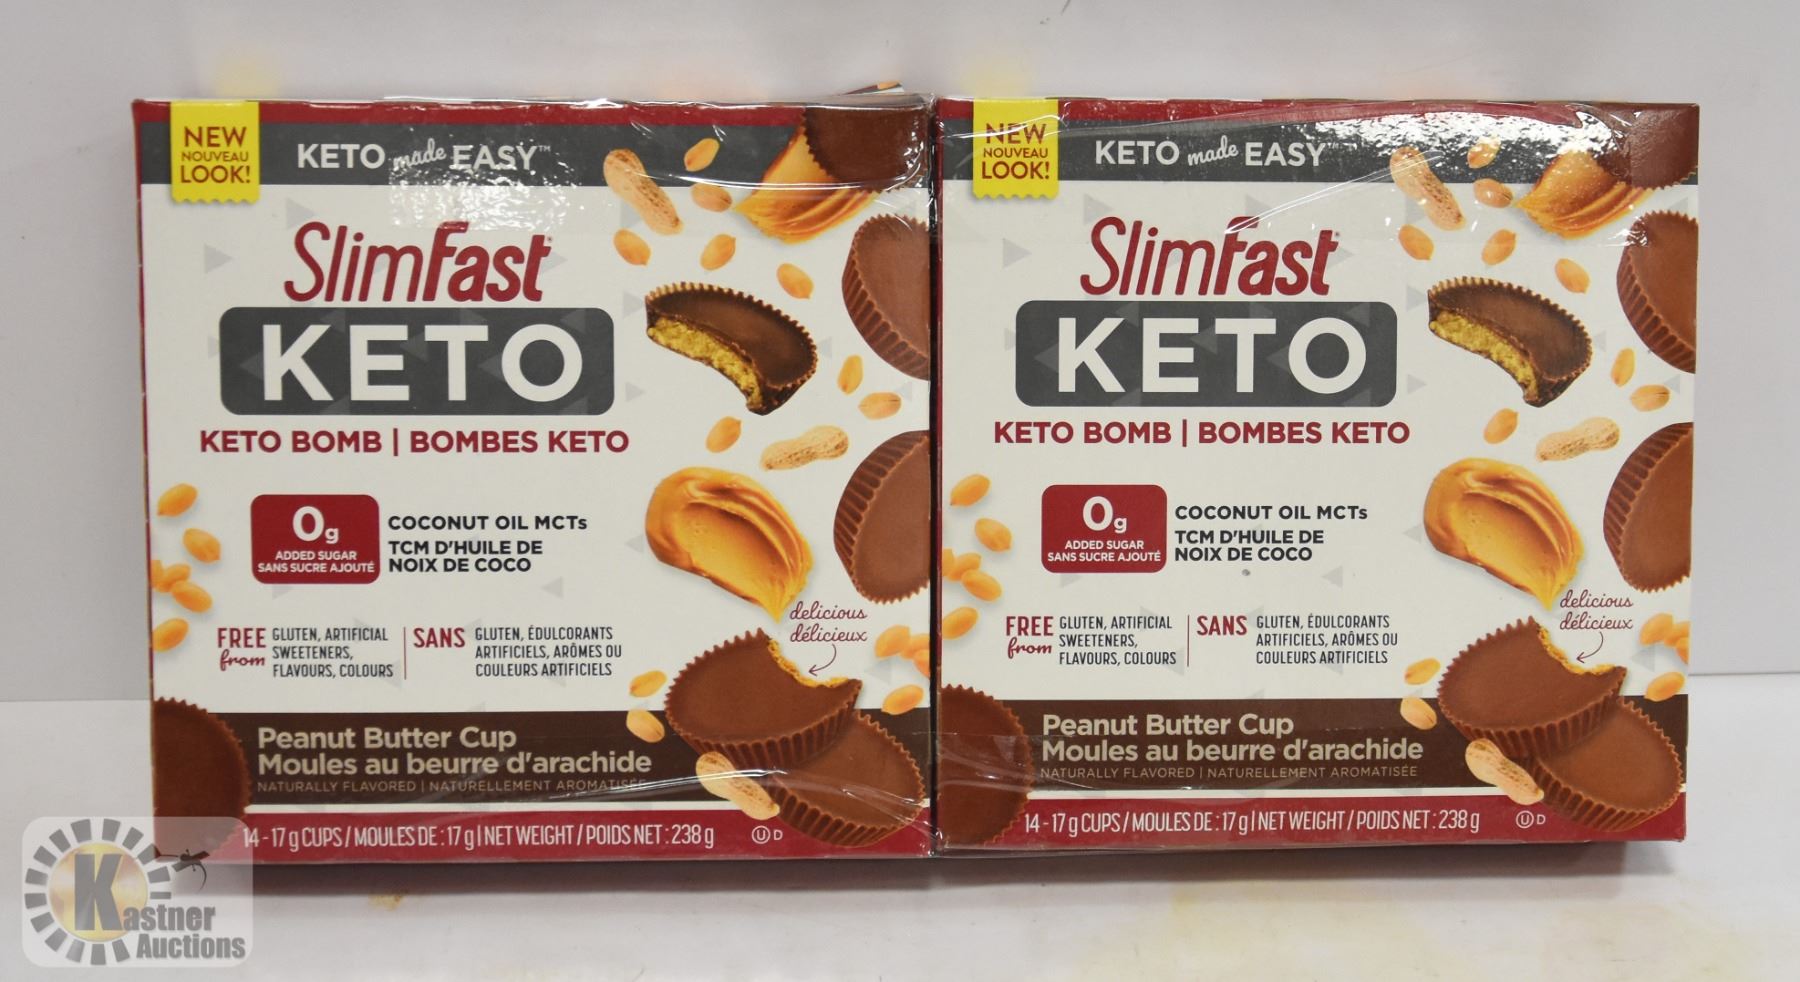 NEW
NOUVEAU
LOOK!
KETO made EASY™
SlimFast
KETO
KETO BOMB | BOMBES KETO
0g
ADDED SUGAR
SANS SUCRE AJOUTÉ
COCONUT OIL MCTs
TCM D'HUILE DE
NOIX DE COCO
delicious
délicieux
FREE from
GLUTEN, ARTIFICIAL
SWEETENERS,
FLAVOURS, COLOURS
SANS
GLUTEN, ÉDULCORANTS
ARTIFICIELS, ARÔMES OU
COULEURS ARTIFICIELS
Peanut Butter Cup
Moules au beurre d'arachide
NATURALLY FLAVORED | NATURELLEMENT AROMATISÉE
14 - 17 g CUPS / MOULES DE : 17 g | NET WEIGHT / POIDS NET : 238 g
U D
NEW
NOUVEAU
LOOK!
KETO made EASY™
SlimFast
KETO
KETO BOMB | BOMBES KETO
0g
ADDED SUGAR
SANS SUCRE AJOUTÉ
COCONUT OIL MCTs
TCM D'HUILE DE
NOIX DE COCO
delicious
délicieux
FREE from
GLUTEN, ARTIFICIAL
SWEETENERS,
FLAVOURS, COLOURS
SANS
GLUTEN, ÉDULCORANTS
ARTIFICIELS, ARÔMES OU
COULEURS ARTIFICIELS
Peanut Butter Cup
Moules au beurre d'arachide
NATURALLY FLAVORED | NATURELLEMENT AROMATISÉE
14 - 17 g CUPS / MOULES DE : 17 g | NET WEIGHT / POIDS NET : 238 g
U D
Kastner
Auctions